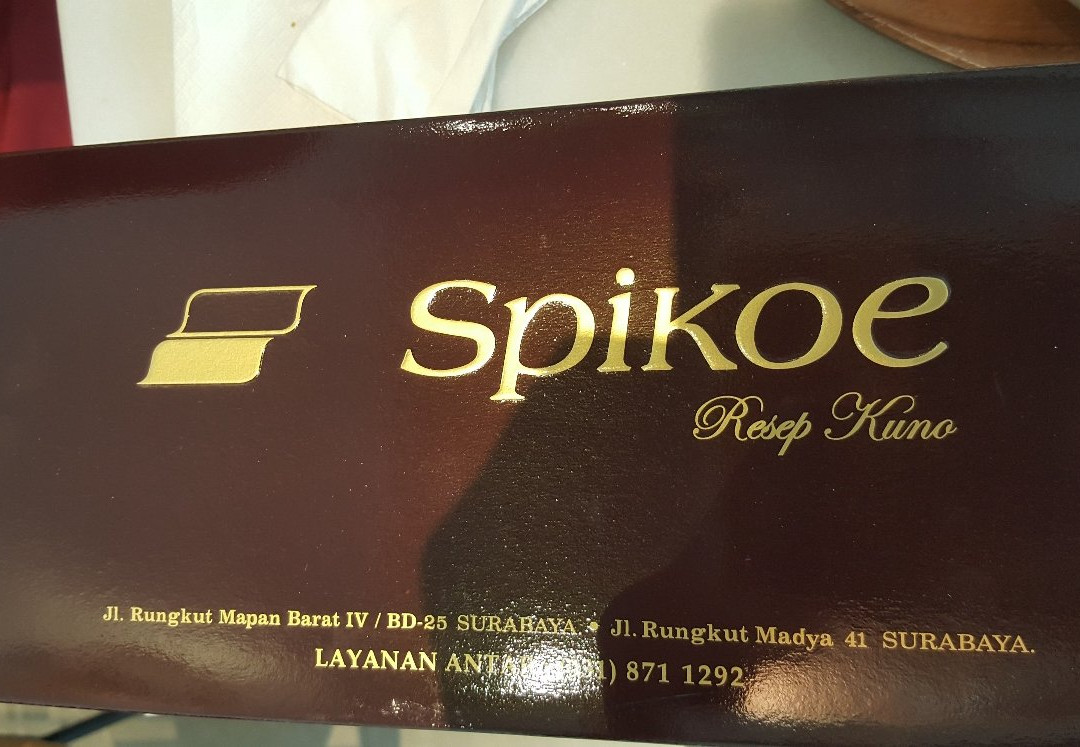 Spikoe
Resep Kuno
Jl. Rungkut Mapan Barat IV / BD-25 SURABAYA • Jl. Rungkut Madya 41 SURABAYA.
LAYANAN 871 1292